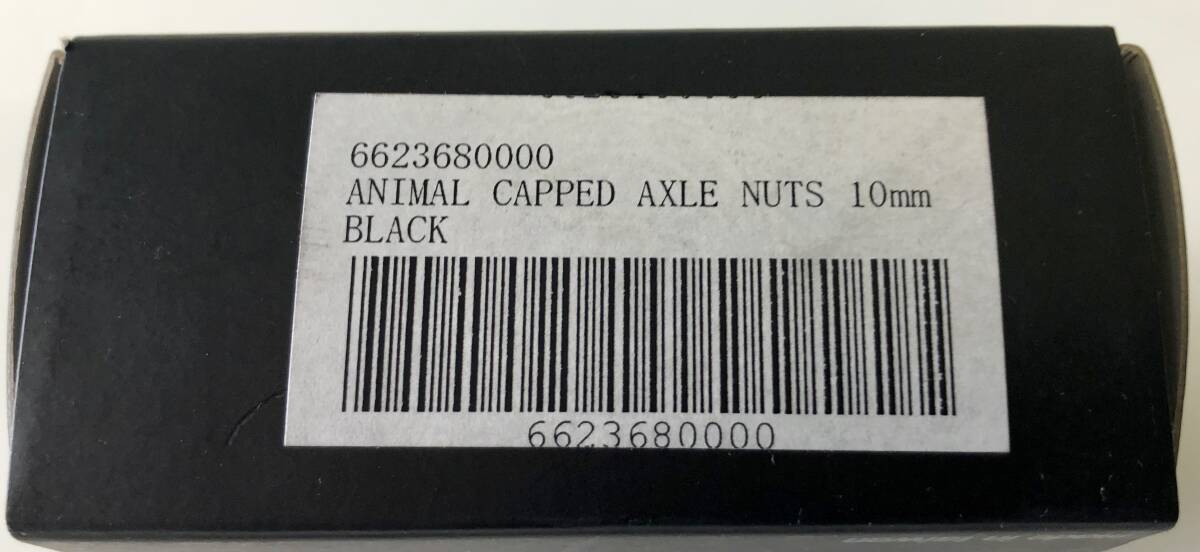 6623680000
ANIMAL CAPPED AXLE NUTS 10mm
BLACK
6623680000